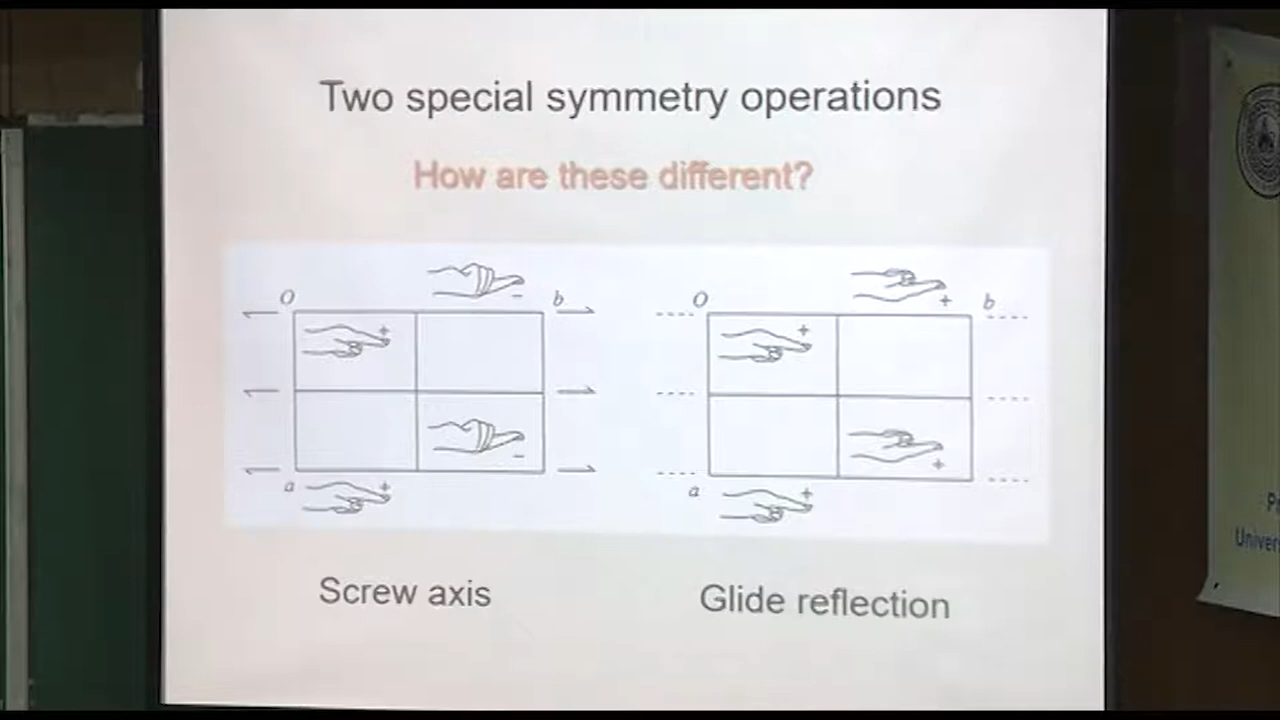 Two special symmetry operations
How are these different?
O − b
+
−
a +
Screw axis
O + b
+
+
a +
Glide reflection